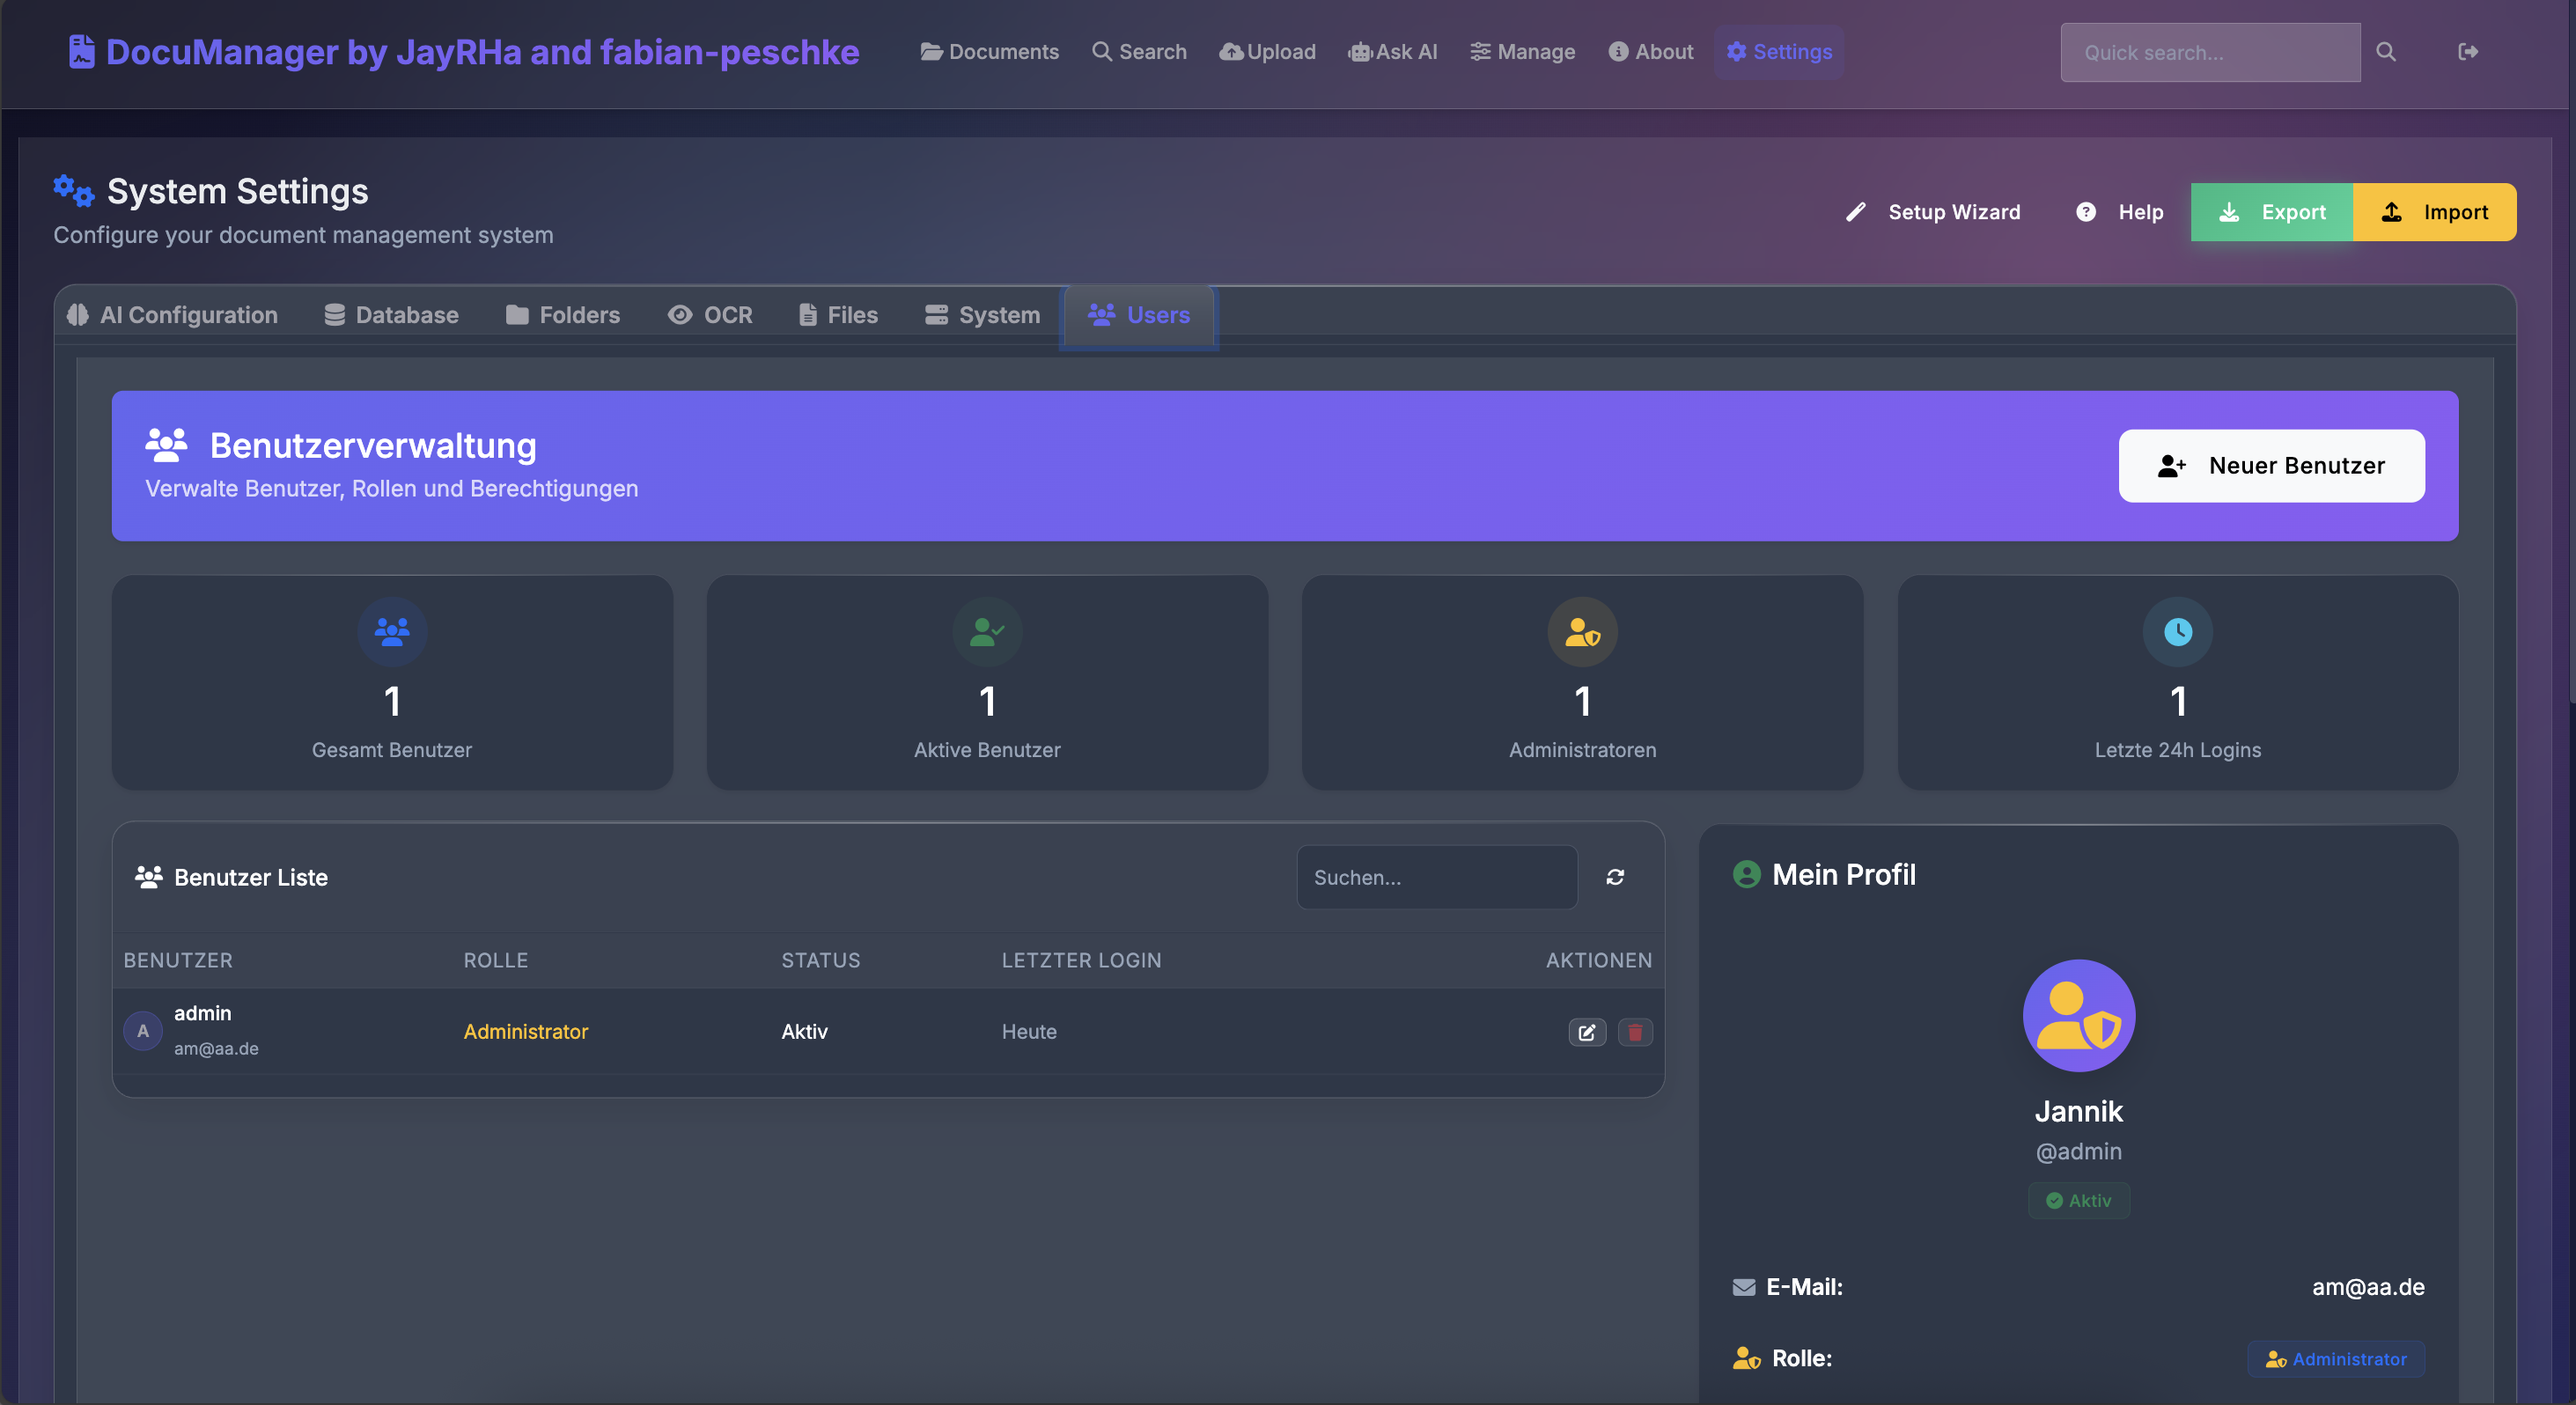 DocuManager by JayRHa and fabian-peschke
Documents
Search
Upload
Ask AI
Manage
About
Settings
Quick search...
System Settings
Configure your document management system
Setup Wizard
Help
Export
Import
AI Configuration
Database
Folders
OCR
Files
System
Users
Benutzerverwaltung
Verwalte Benutzer, Rollen und Berechtigungen
Neuer Benutzer
1
Gesamt Benutzer
1
Aktive Benutzer
1
Administratoren
1
Letzte 24h Logins
Benutzer Liste
Suchen...
BENUTZER ROLLE STATUS LETZTER LOGIN AKTIONEN
A
admin
am@aa.de
Administrator
Aktiv
Heute
Mein Profil
Jannik
@admin
Aktiv
E-Mail: am@aa.de
Rolle: Administrator